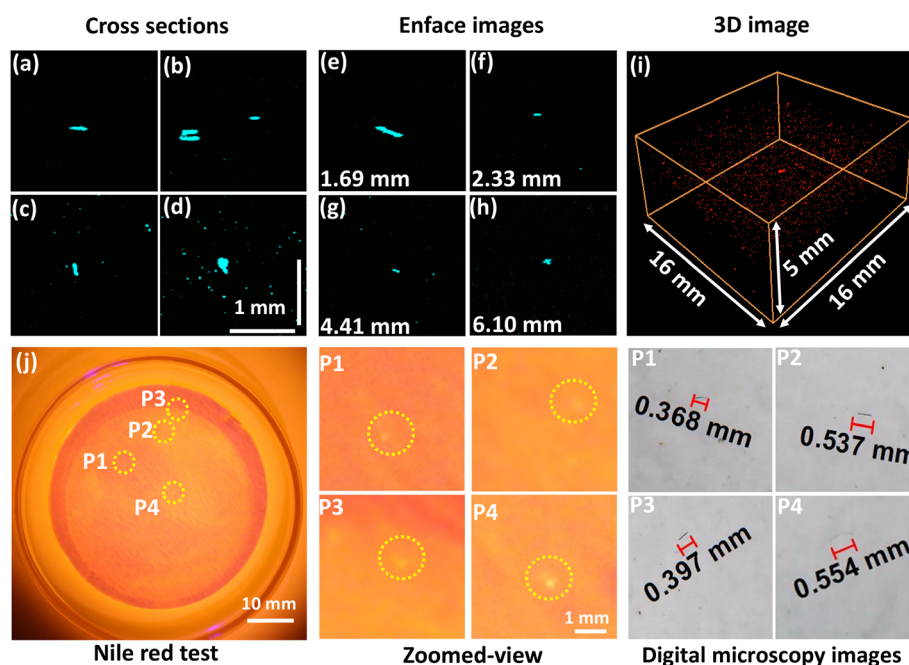 Cross sections
Enface images
3D image
(a)
(b)
(e)
(f)
(i)
1.69 mm
2.33 mm
(c)
(d)
(g)
(h)
1 mm
4.41 mm
6.10 mm
16 mm
5 mm
16 mm
(j)
P3
P2
P1
P4
10 mm
P1
P2
P3
P4
1 mm
P1
0.368 mm
P2
0.537 mm
P3
0.397 mm
P4
0.554 mm
Nile red test
Zoomed-view
Digital microscopy images